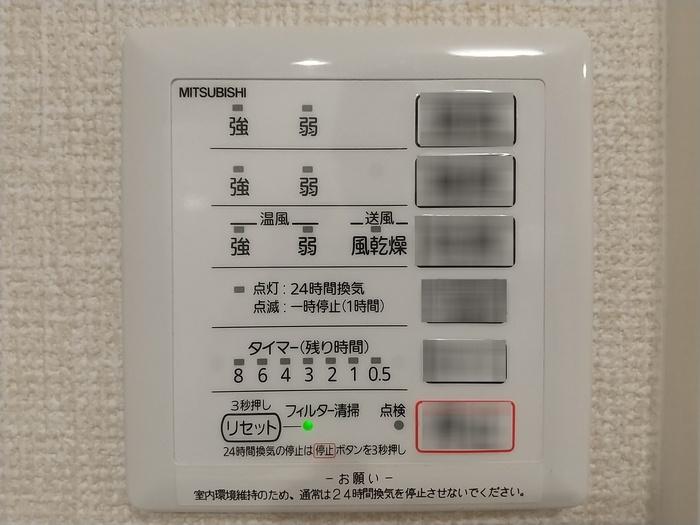 MITSUBISHI
強 弱
強 弱
温風 送風
強 弱 風乾燥
点灯:24時間換気
点滅:一時停止(1時間)
タイマー(残り時間)
8 6 4 3 2 1 0.5
3秒押し フィルター清掃 点検
リセット
24時間換気の停止は停止ボタンを3秒押し
-お願い-
室内環境維持のため、通常は24時間換気を停止させないでください。